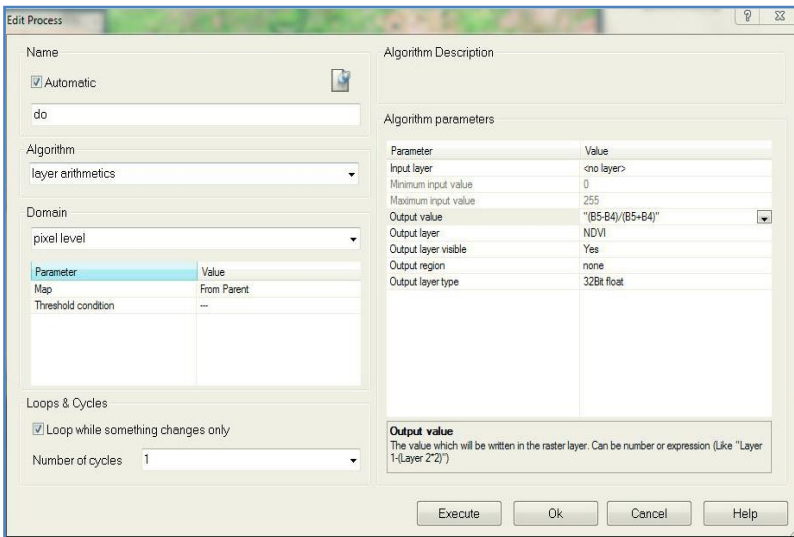 Edit Process
Name
Automatic
do
Algorithm
layer arithmetics
Domain
pixel level
Parameter Value
Map From Parent
Threshold condition ---
Loops & Cycles
Loop while something changes only
Number of cycles 1
Algorithm Description
Algorithm parameters
Parameter Value
Input layer <no layer>
Minimum input value 0
Maximum input value 255
Output value "(B5-B4)/(B5+B4)"
Output layer NDVI
Output layer visible Yes
Output region none
Output layer type 32Bit float
Output value
The value which will be written in the raster layer. Can be number or expression (Like "Layer
1-(Layer 2*2)")
Execute Ok Cancel Help